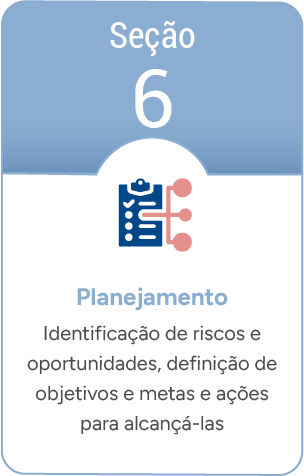 Seção
6
Planejamento
Identificação de riscos e
oportunidades, definição de
objetivos e metas e ações
para alcançá-las